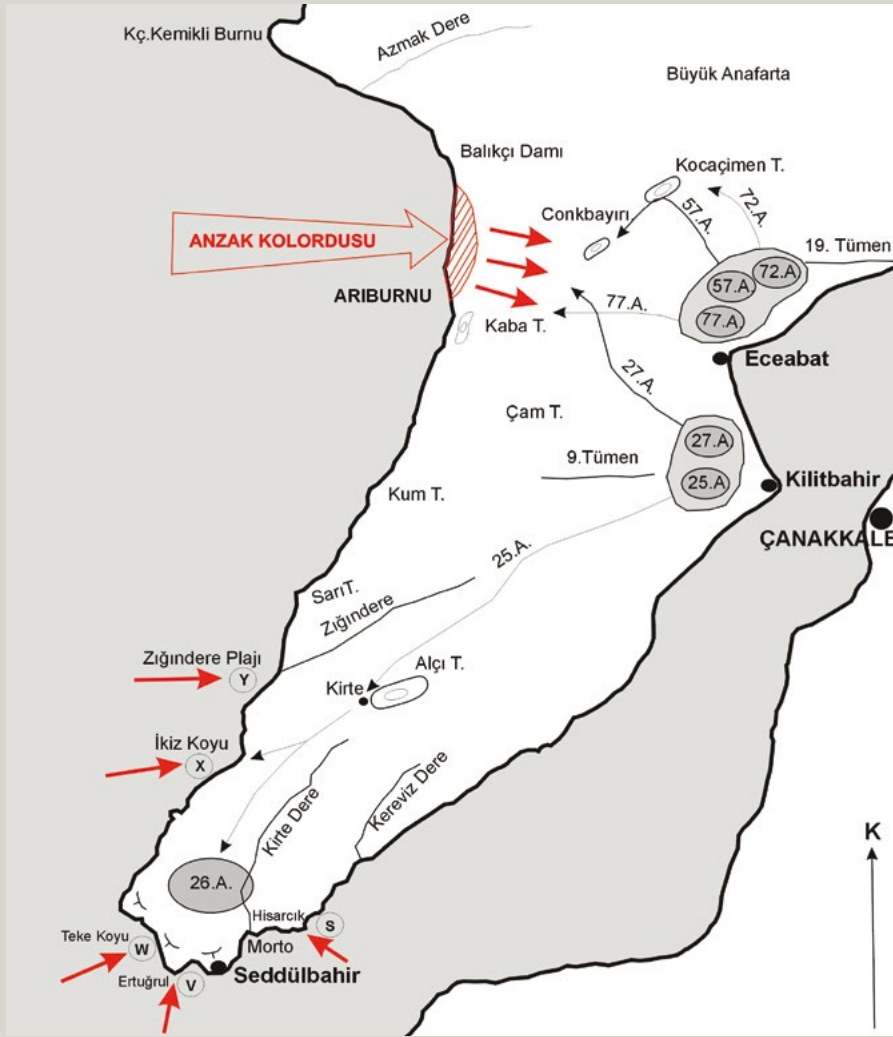 Kç.Kemikli Burnu
Azmak Dere
Büyük Anafarta
Balıkçı Damı
Kocaçimen T.
72.A.
57.A.
Conkbayırı
ANZAK KOLORDUSU
19. Tümen
72.A
57.A
ARIBURNU
77.A.
77.A
Kaba T.
Eceabat
27.A.
Çam T.
27.A
9.Tümen
25.A
Kilitbahir
Kum T.
ÇANAKKALE
25.A.
SarıT.
Zığındere
Zığındere Plajı
Y
Alçı T.
Kirte
İkiz Koyu
X
Kirte Dere
Kereviz Dere
K
26.A.
Hisarcık
S
Teke Koyu
W
Morto
Seddülbahir
Ertuğrul
V